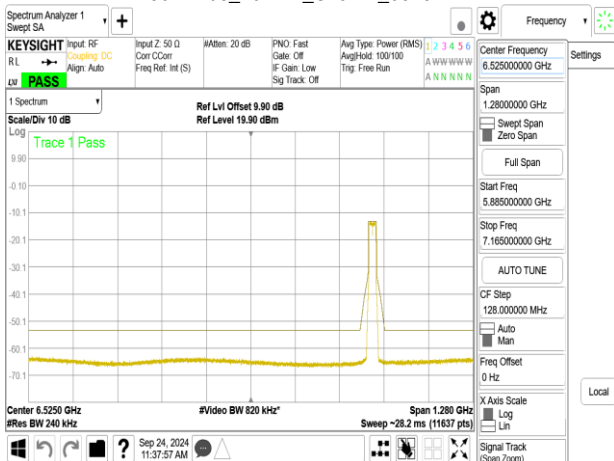 Spectrum Analyzer 1
Swept SA
Frequency
KEYSIGHT
Input: RF
Coupling: DC
Align: Auto
Input Z: 50 Ω
Corr CCorr
Freq Ref: Int (S)
#Atten: 20 dB
PNO: Fast
Gate: Off
IF Gain: Low
Sig Track: Off
Avg Type: Power (RMS)
Avg|Hold: 100/100
Trig: Free Run
1 2 3 4 5 6
A W W W W W
A N N N N N
RL
LXI
PASS
1 Spectrum
Scale/Div 10 dB
Ref Lvl Offset 9.90 dB
Ref Level 19.90 dBm
Log
Trace 1 Pass
9.90
-0.10
-10.1
-20.1
-30.1
-40.1
-50.1
-60.1
-70.1
Center 6.5250 GHz
#Res BW 240 kHz
#Video BW 820 kHz*
Span 1.280 GHz
Sweep ~28.2 ms (11637 pts)
Sep 24, 2024
11:37:57 AM
Center Frequency
6.525000000 GHz
Settings
Span
1.28000000 GHz
Swept Span
Zero Span
Full Span
Start Freq
5.885000000 GHz
Stop Freq
7.165000000 GHz
AUTO TUNE
CF Step
128.000000 MHz
Auto
Man
Freq Offset
0 Hz
X Axis Scale
Log
Lin
Local
Signal Track
(Span Zoom)